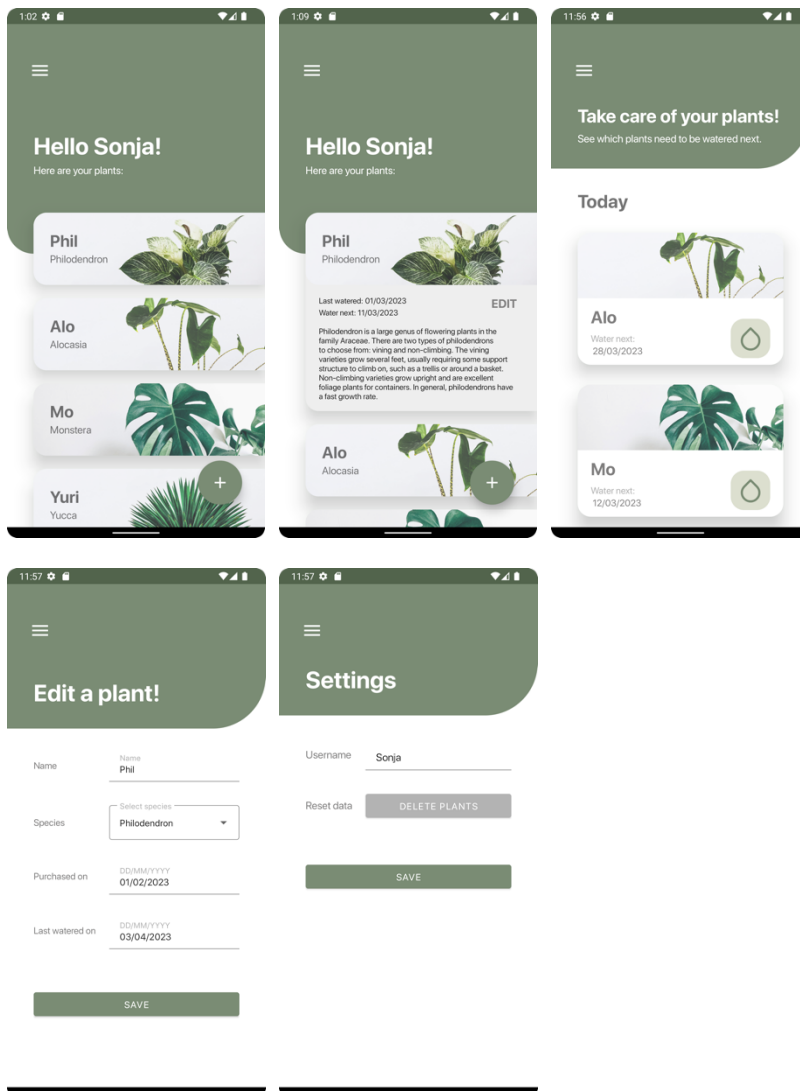 1:02
Hello Sonja!
Here are your plants:
Phil
Philodendron
Alo
Alocasia
Mo
Monstera
Yuri
Yucca
+
1:09
Hello Sonja!
Here are your plants:
Phil
Philodendron
Last watered: 01/03/2023
EDIT
Water next: 11/03/2023
Philodendron is a large genus of flowering plants in the
family Araceae. There are two types of philodendrons
to choose from: vining and non-climbing. The vining
varieties grow several feet, usually requiring some support
structure to climb on, such as a trellis or around a basket.
Non-climbing varieties grow upright and are excellent
foliage plants for containers. In general, philodendrons have
a fast growth rate.
Alo
Alocasia
+
11:56
Take care of your plants!
See which plants need to be watered next.
Today
Alo
Water next:
28/03/2023
Mo
Water next:
12/03/2023
11:57
Edit a plant!
Name
Name
Phil
Species
Select species
Philodendron
Purchased on
DD/MM/YYYY
01/02/2023
Last watered on
DD/MM/YYYY
03/04/2023
SAVE
11:57
Settings
Username
Sonja
Reset data
DELETE PLANTS
SAVE